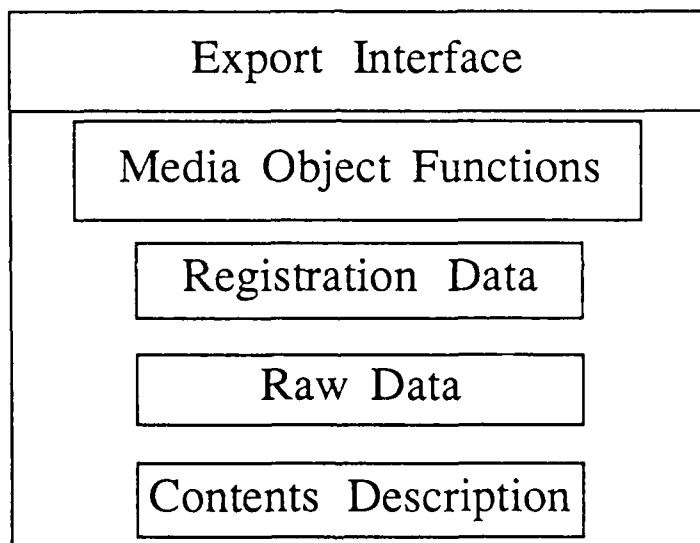 Export Interface
Media Object Functions
Registration Data
Raw Data
Contents Description